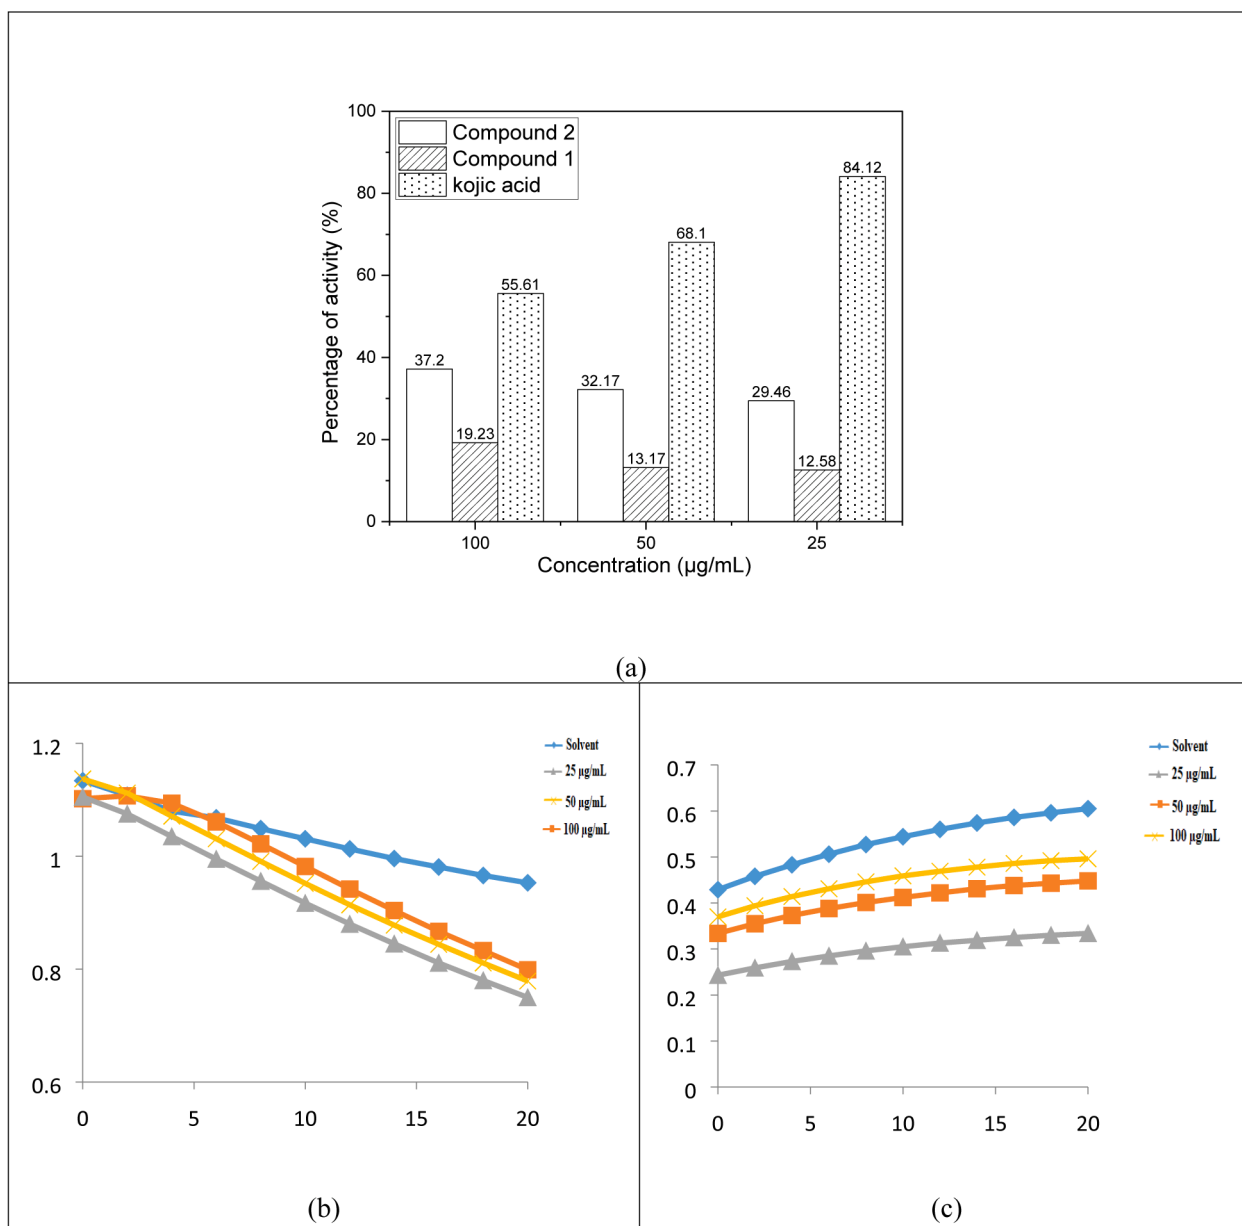 100
80
60
40
20
0
Percentage of activity (%)
Compound 2
Compound 1
kojic acid
37.2
19.23
55.61
32.17
13.17
68.1
29.46
12.58
84.12
100
50
25
Concentration (µg/mL)
(a)
1.2
1
0.8
0.6
0
5
10
15
20
Solvent
25 µg/mL
50 µg/mL
100 µg/mL
(b)
0.7
0.6
0.5
0.4
0.3
0.2
0.1
0
0
5
10
15
20
Solvent
25 µg/mL
50 µg/mL
100 µg/mL
(c)